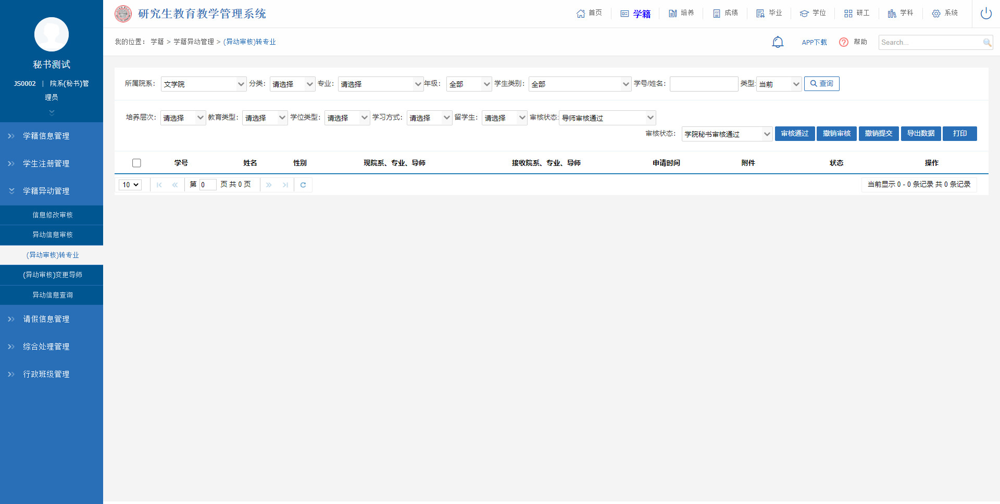 研究生教育教学管理系统
首页 学籍 培养 成绩 毕业 学位 研工 学科 系统
秘书测试
JS0002 | 院系(秘书)管
理员
我的位置： 学籍 > 学籍异动管理 > (异动审核)转专业
APP下载 帮助 Search...
学籍信息管理
学生注册管理
学籍异动管理
信息修改审核
异动信息审核
(异动审核)转专业
(异动审核)变更导师
异动信息查询
请假信息管理
综合处理管理
行政班级管理
所属院系： 文学院 分类： 请选择 专业： 请选择 年级： 全部 学生类别： 全部 学号/姓名： 类型: 当前 查询
培养层次： 请选择 教育类型： 请选择 学位类型： 请选择 学习方式： 请选择 留学生： 请选择 审核状态: 导师审核通过
审核状态： 学院秘书审核通过 审核通过 撤销审核 撤销提交 导出数据 打印
学号 姓名 性别 现院系、专业、导师 接收院系、专业、导师 申请时间 附件 状态 操作
10 第 0 页 共 0 页 当前显示 0 - 0 条记录 共 0 条记录